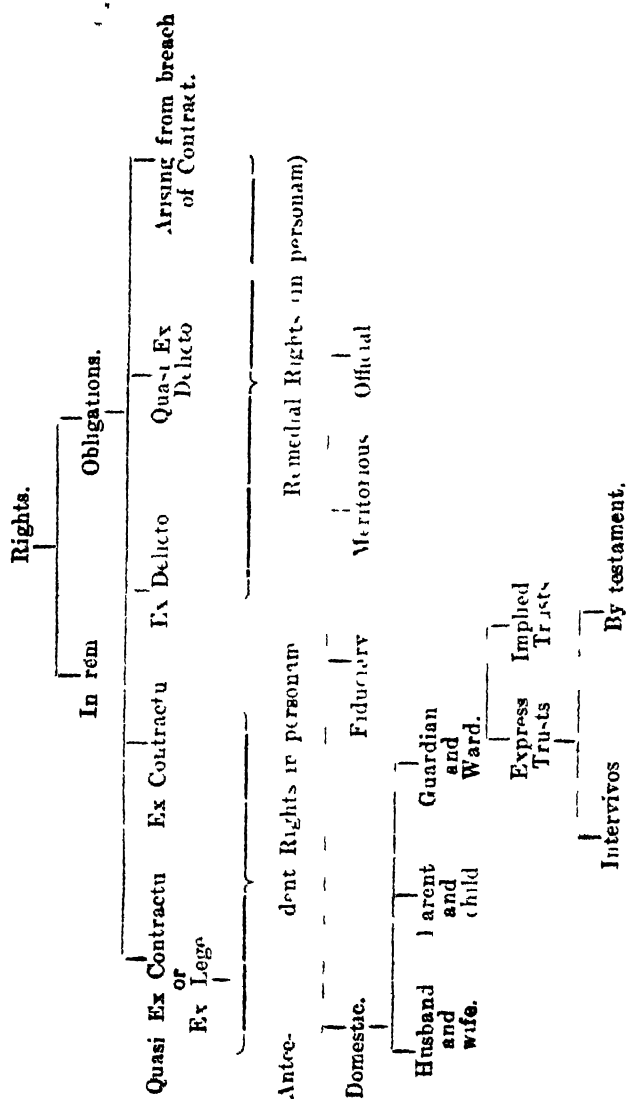 Rights.
In rem Obligations.
Quasi Ex Contractu Ex Contractu Ex Delicto Quasi Ex Arising from breach
or Delicto of Contract.
Ex Lege
Antece- dent Rights in personam Remedial Rights (in personam)
Domestic. Fiduciary Meritorious Official
Husband Parent Guardian
and and and
wife. child Ward.
Express Implied
Trusts Trusts
Intervivos By testament.